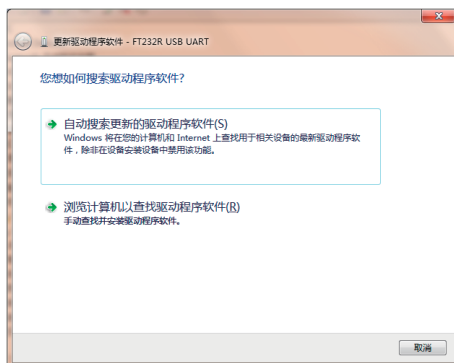 更新驱动程序软件 - FT232R USB UART
您想如何搜索驱动程序软件?
自动搜索更新的驱动程序软件(S)
Windows 将在您的计算机和 Internet 上查找用于相关设备的最新驱动程序软
件，除非在设备安装设备中禁用该功能。
浏览计算机以查找驱动程序软件(R)
手动查找并安装驱动程序软件。
取消